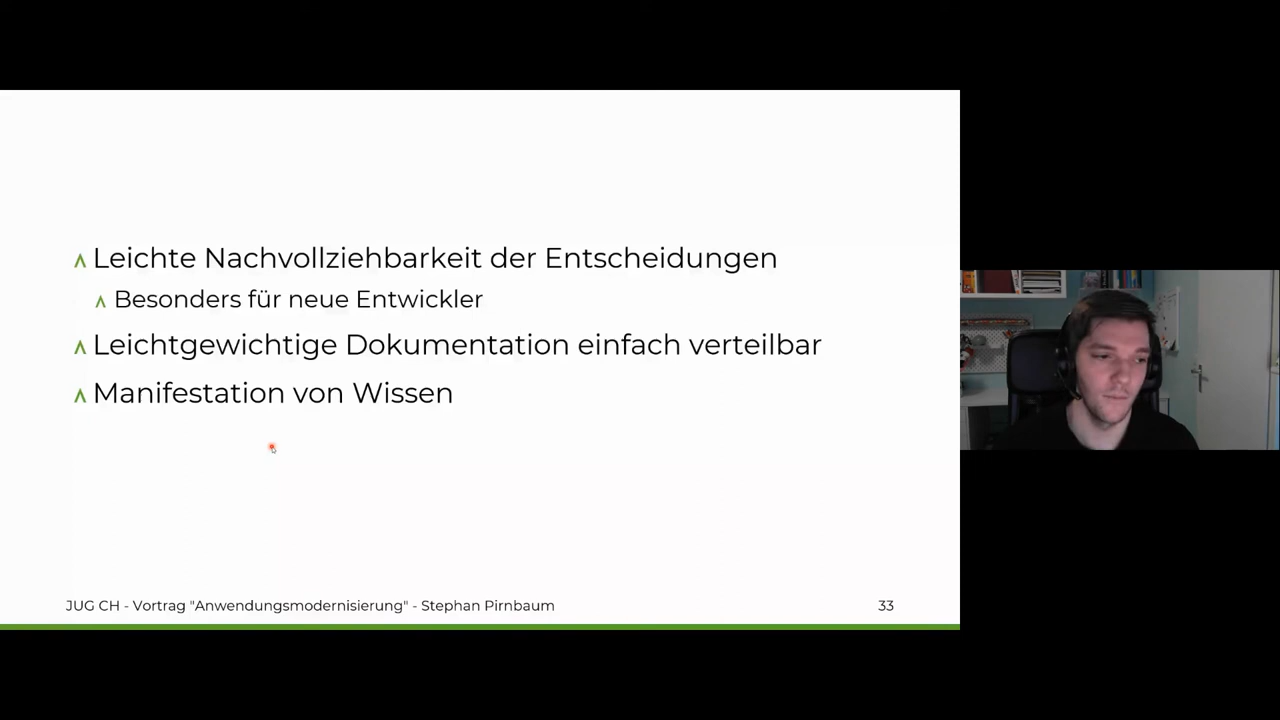 Leichte Nachvollziehbarkeit der Entscheidungen
Besonders für neue Entwickler
Leichtgewichtige Dokumentation einfach verteilbar
Manifestation von Wissen
JUG CH - Vortrag "Anwendungsmodernisierung" - Stephan Pirnbaum
33